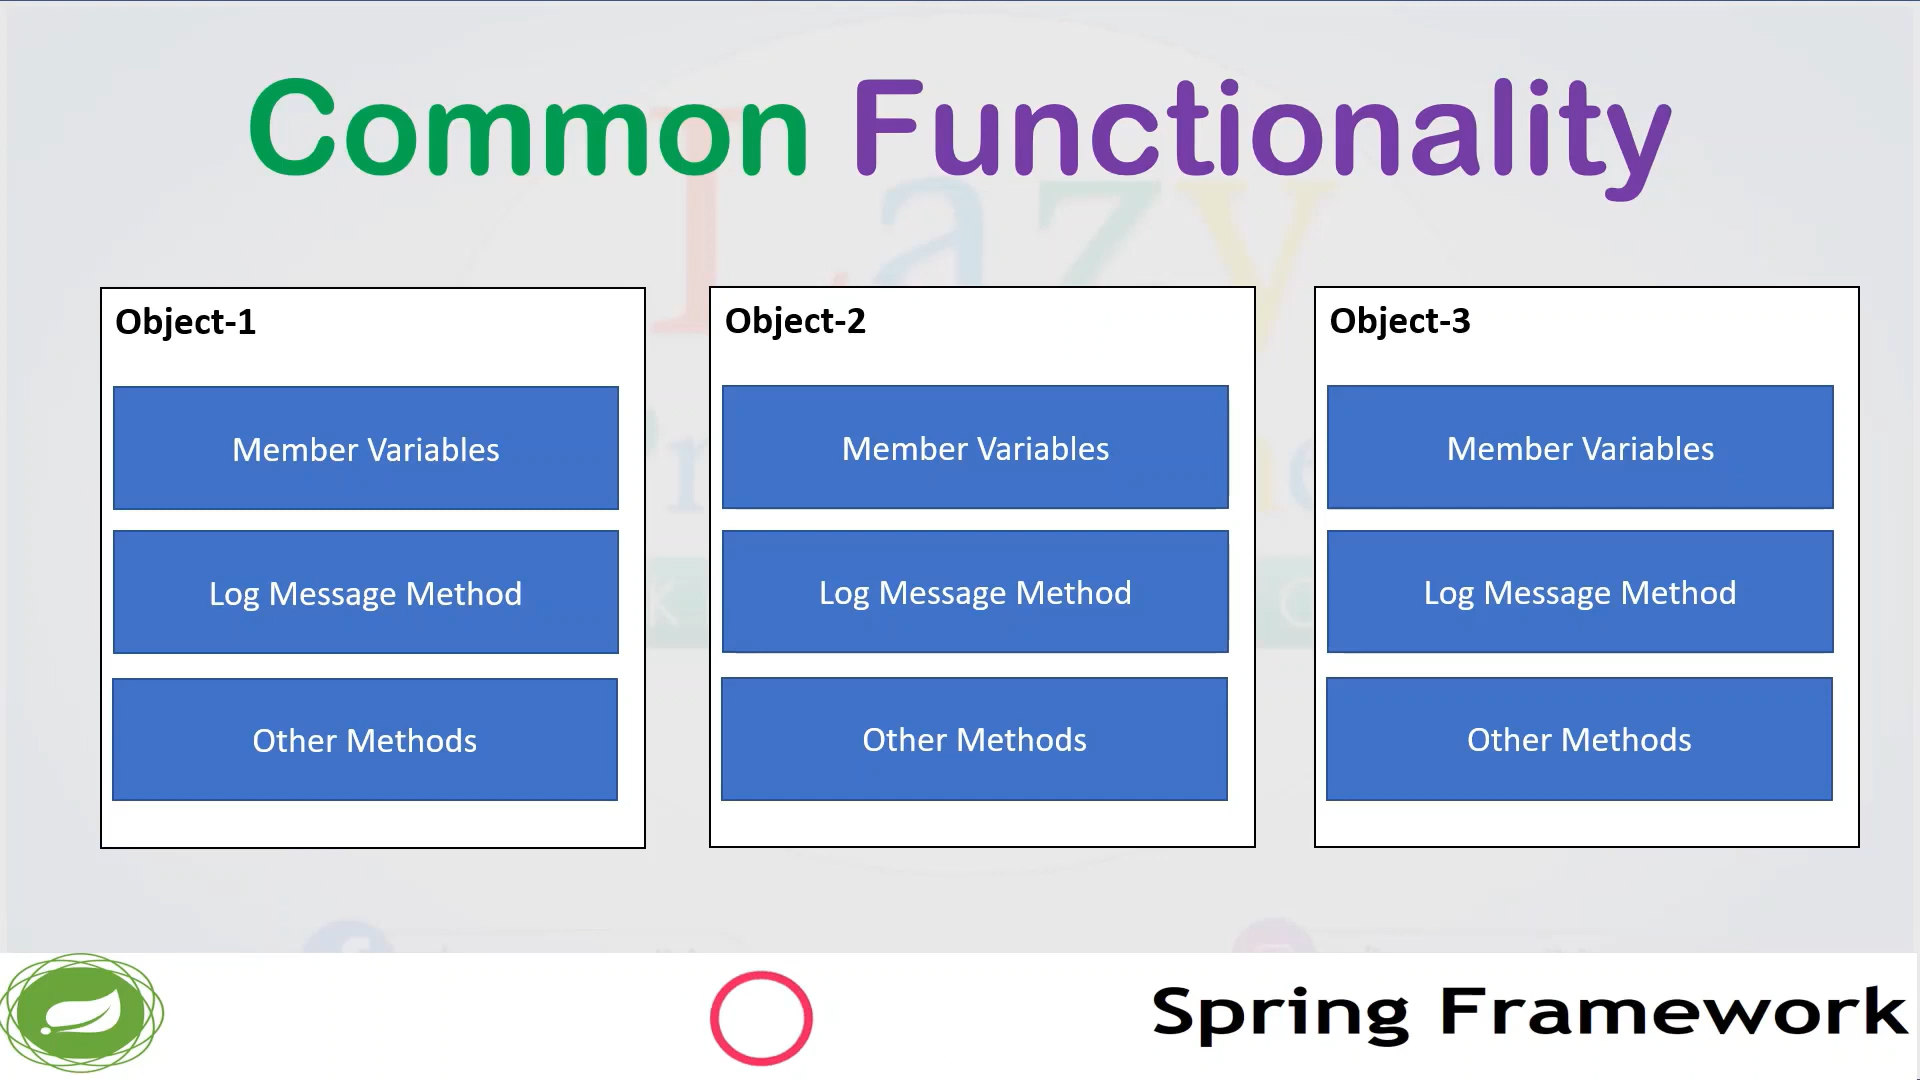 Common Functionality
Object-1
Member Variables
Log Message Method
Other Methods
Object-2
Member Variables
Log Message Method
Other Methods
Object-3
Member Variables
Log Message Method
Other Methods
Lazy
Spring Framework